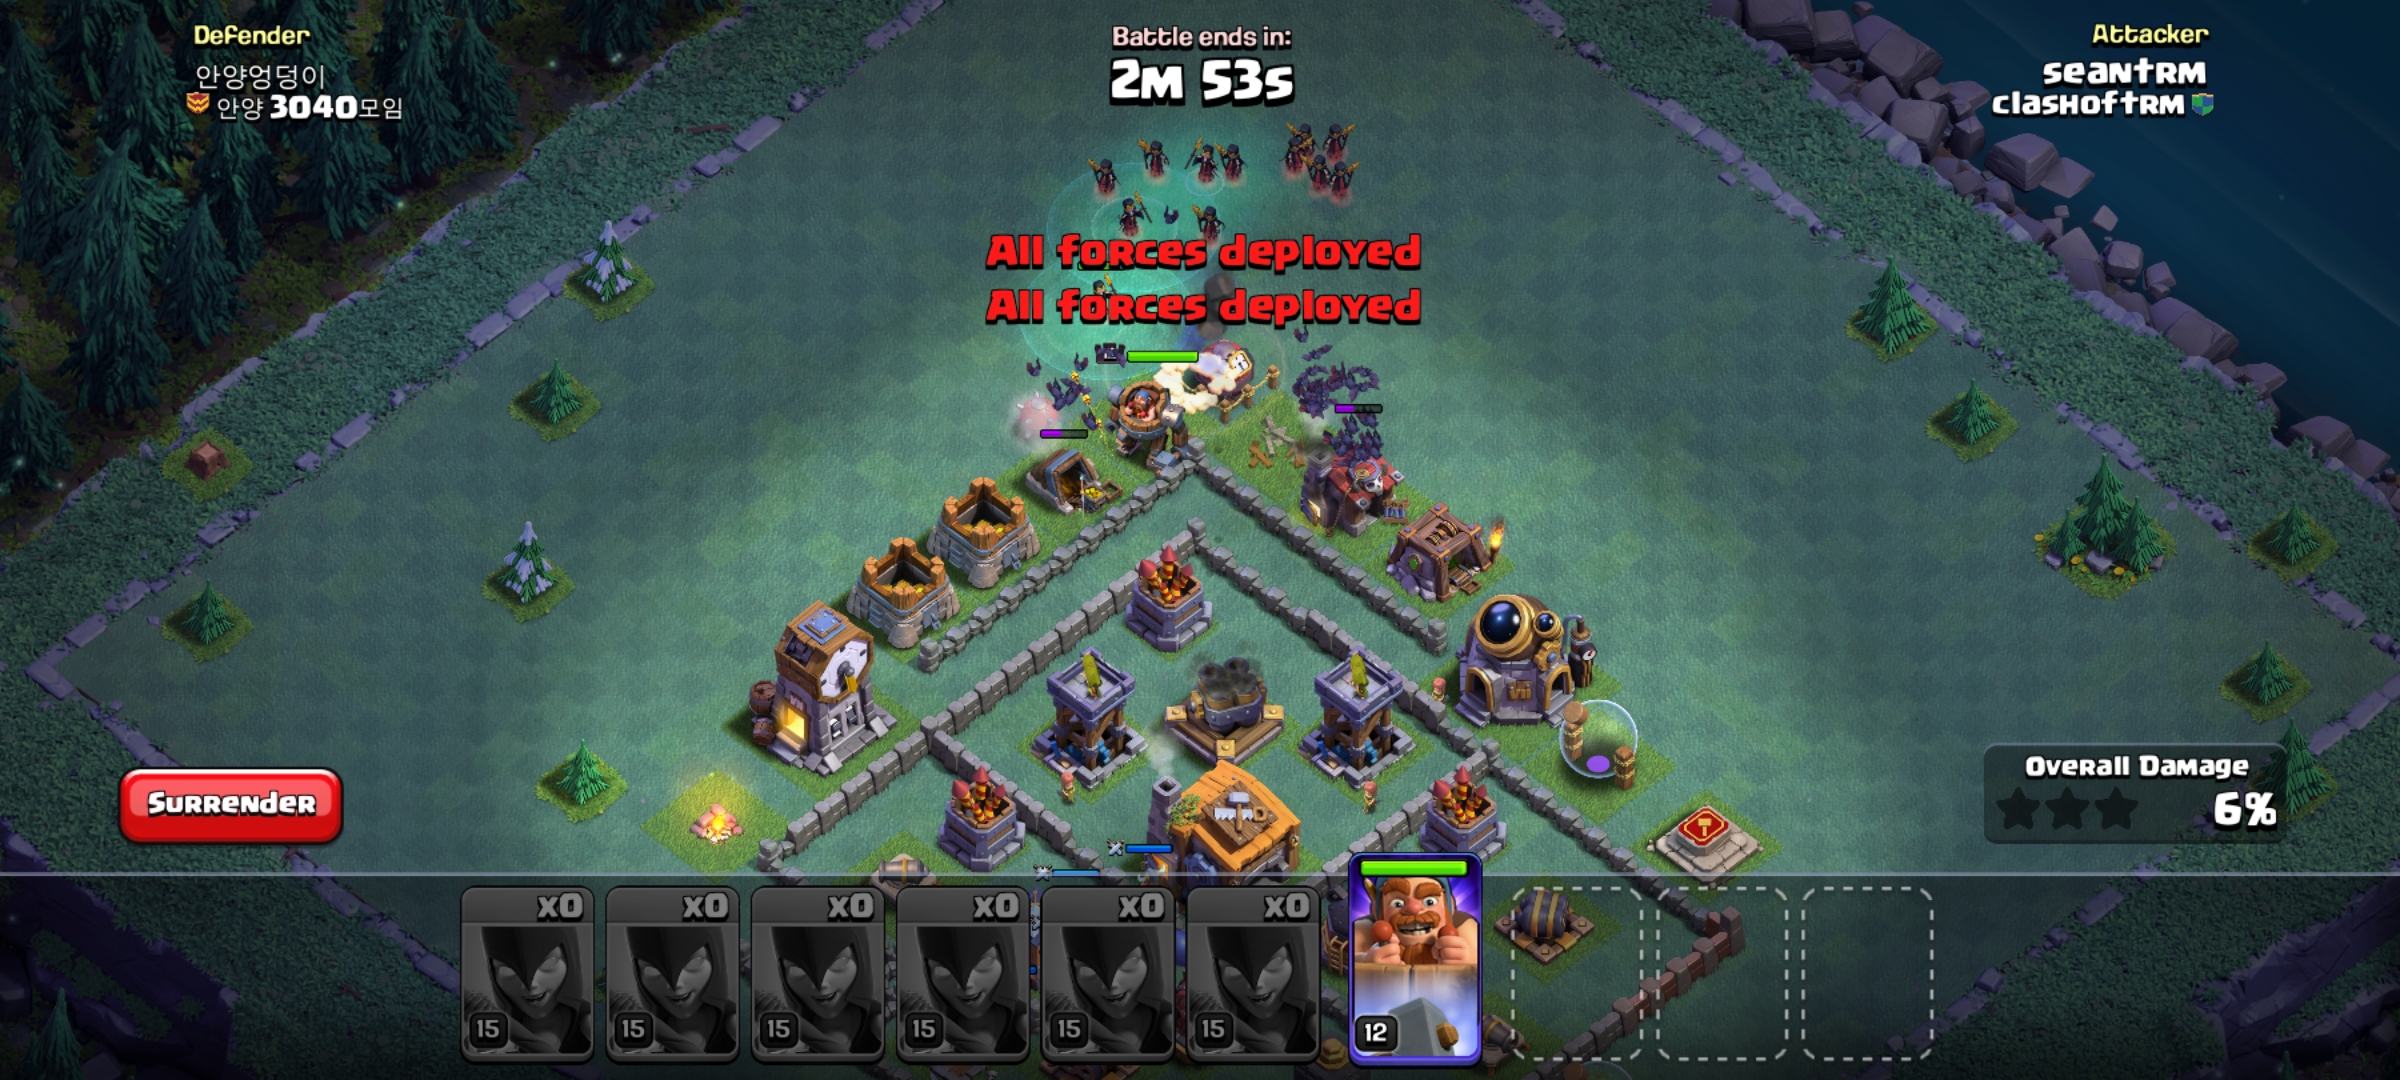 Defender
안양엉덩이
안양 3040모임
Battle ends in:
2M 53s
Attacker
seantRM
clashoftRM
All forces deployed
All forces deployed
Surrender
Overall Damage
6%
x0 x0 x0 x0 x0 x0
15 15 15 15 15 15 12